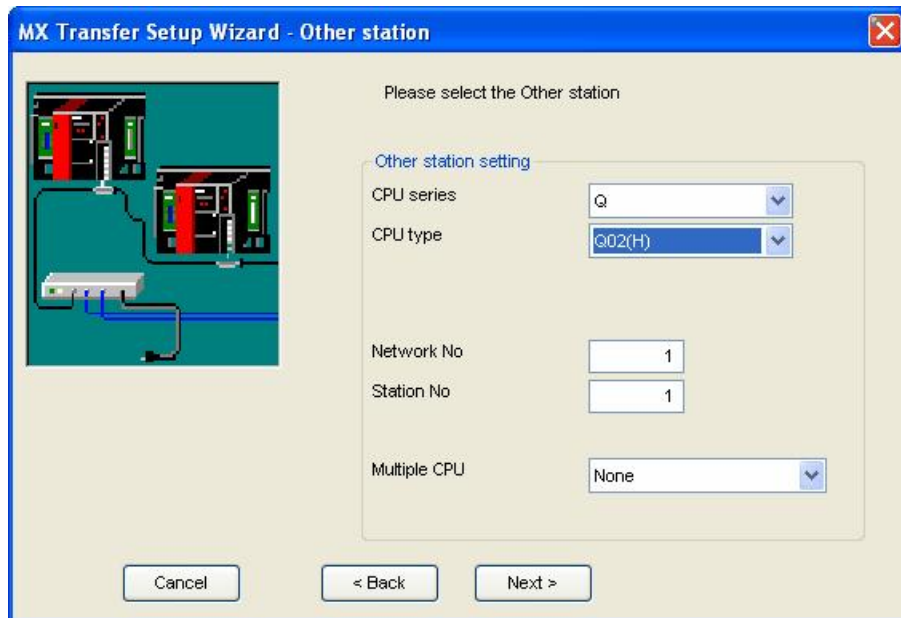 MX Transfer Setup Wizard - Other station
Please select the Other station
Other station setting
CPU series Q
CPU type Q02(H)
Network No 1
Station No 1
Multiple CPU None
Cancel < Back Next >